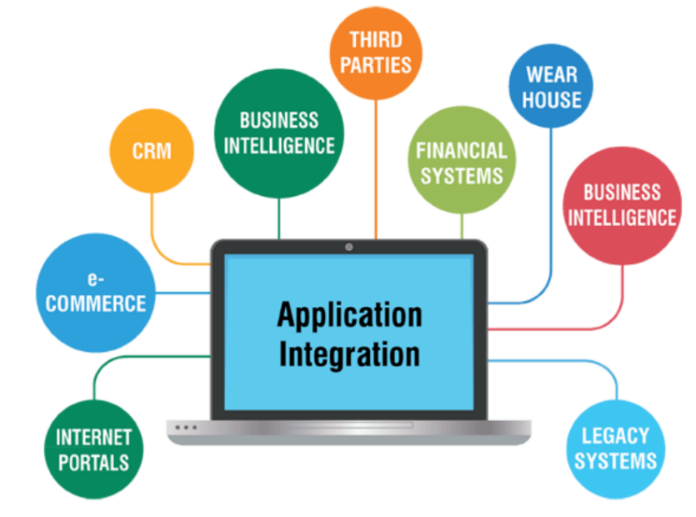 THIRD
PARTIES
WEAR
HOUSE
BUSINESS
INTELLIGENCE
CRM
FINANCIAL
SYSTEMS
BUSINESS
INTELLIGENCE
e-
COMMERCE
Application
Integration
INTERNET
PORTALS
LEGACY
SYSTEMS